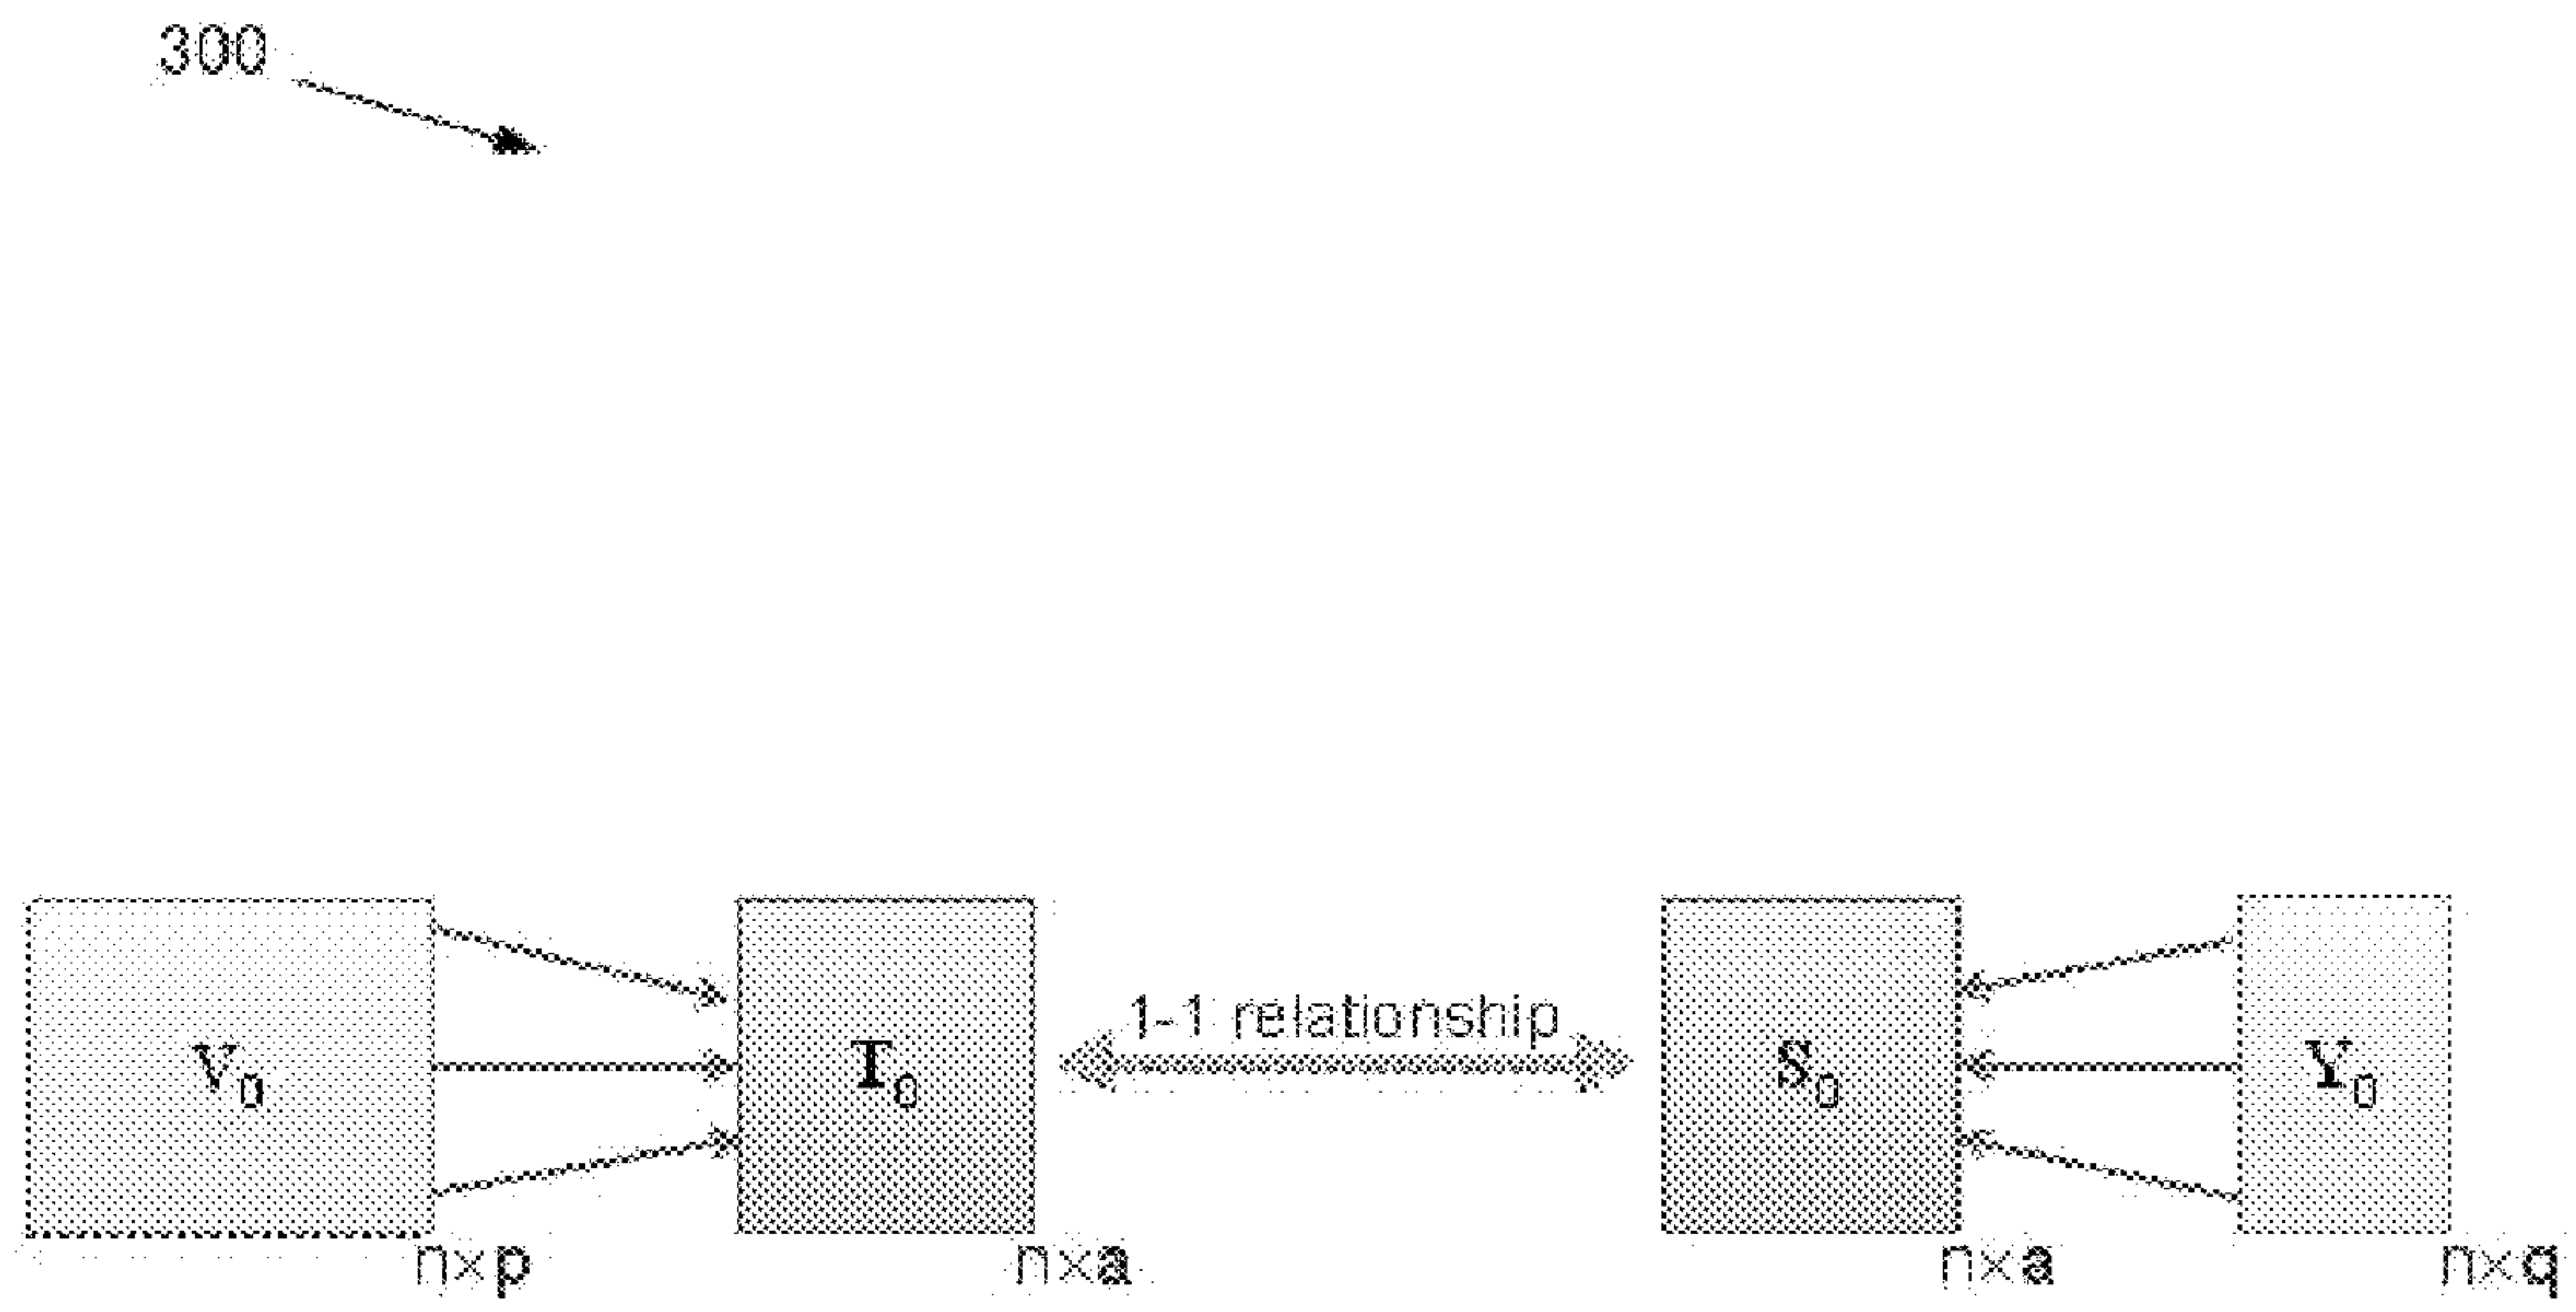 300
1-1 relationship
V₀
T₀
S₀
Y₀
n×p
n×a
n×a
n×q